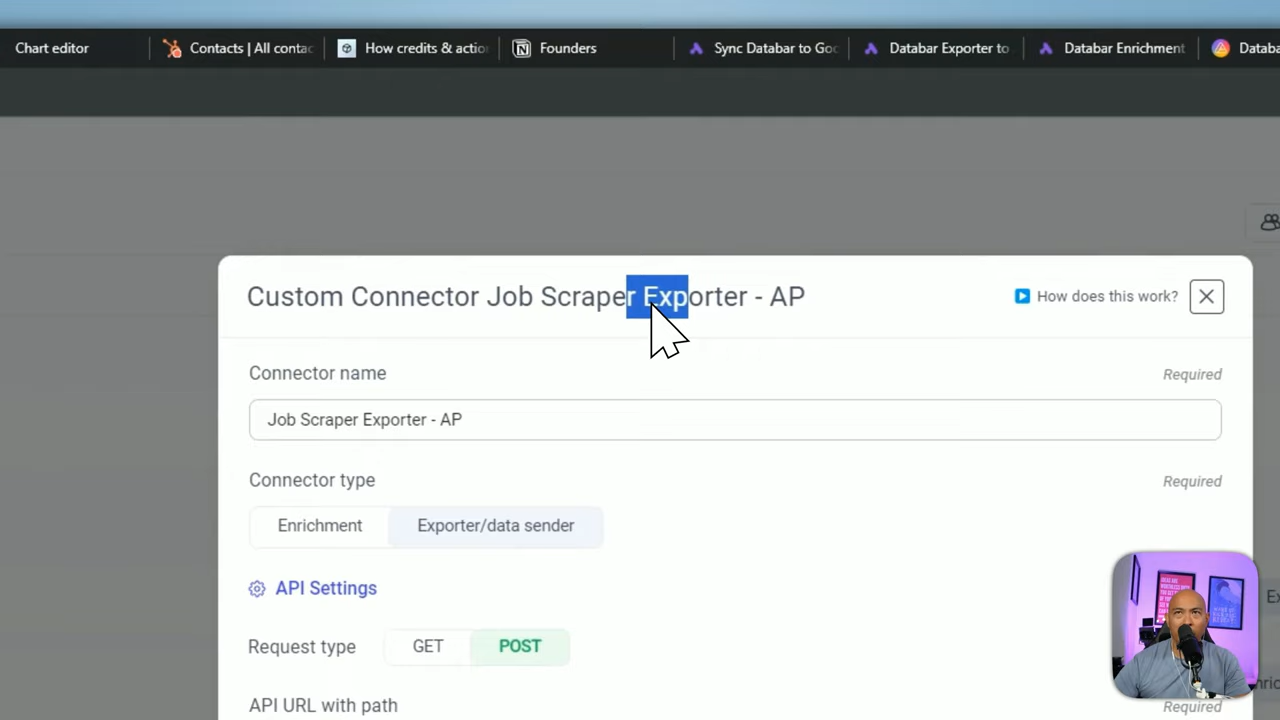 Chart editor
Contacts | All contac
How credits & actio
Founders
Sync Databar to Goo
Databar Exporter to
Databar Enrichment
Databa
Custom Connector Job Scraper Exporter - AP
How does this work?
Connector name
Required
Job Scraper Exporter - AP
Connector type
Required
Enrichment
Exporter/data sender
API Settings
Request type
GET
POST
API URL with path
Required